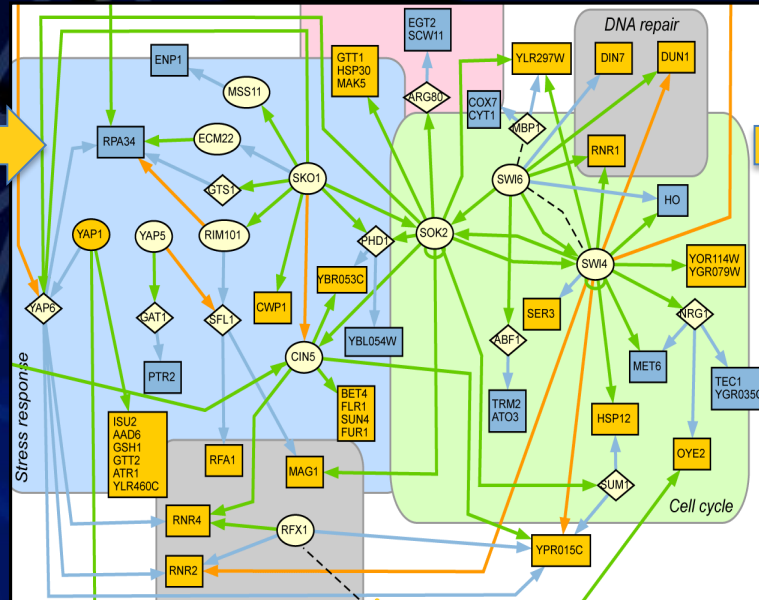 EGT2
SCW11
DNA repair
ENP1
GTT1
HSP30
MAK5
YLR297W
DIN7
DUN1
MSS11
ARG80
COX7
CYT1
MBP1
RPA34
ECM22
RNR1
GTS1
SKO1
SWI6
HO
YAP1
YAP5
RIM101
PHD1
SOK2
SWI4
YOR114W
YGR079W
YBR053C
YAP6
GAT1
SFL1
CWP1
SER3
NRG1
ABF1
YBL054W
CIN5
MET6
PTR2
TEC1
YGR035C
TRM2
ATO3
BET4
FLR1
SUN4
FUR1
HSP12
ISU2
AAD6
GSH1
GTT2
ATR1
YLR460C
Stress response
RFA1
MAG1
OYE2
SUM1
Cell cycle
RNR4
RFX1
YPR015C
RNR2